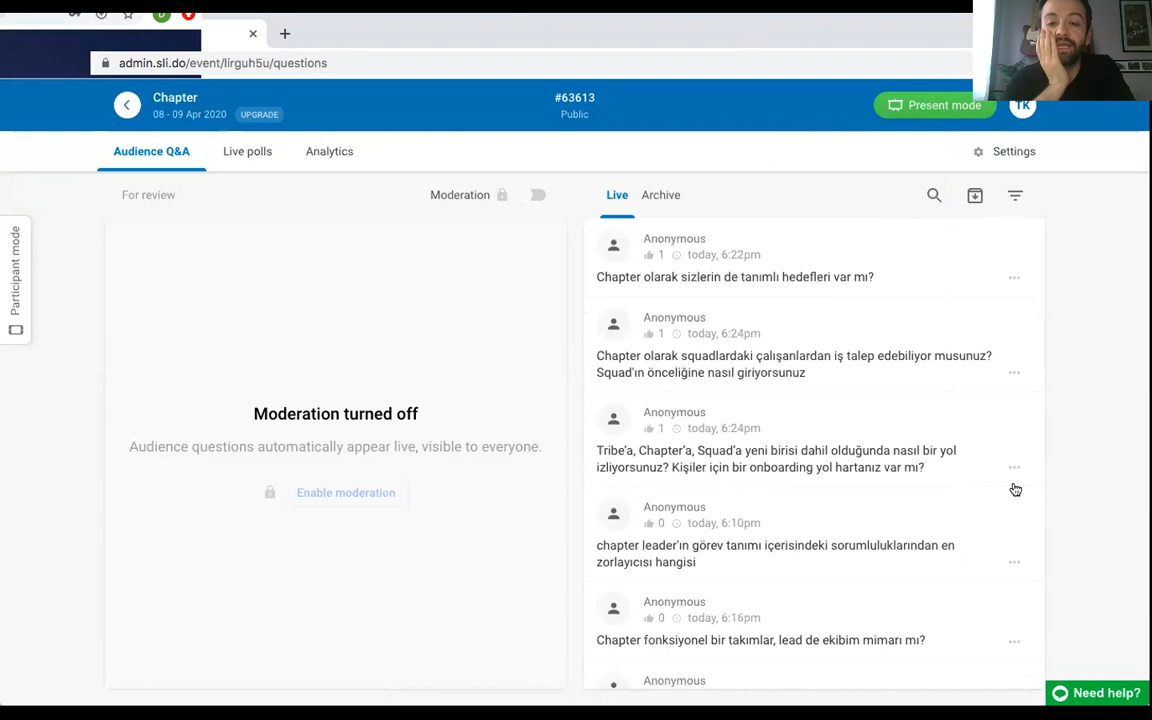 admin.sli.do/event/lirguh5u/questions
Chapter
08 - 09 Apr 2020 UPGRADE
#63613
Public
Present mode
TK
Audience Q&A
Live polls
Analytics
Settings
Participant mode
For review
Moderation
Moderation turned off
Audience questions automatically appear live, visible to everyone.
Enable moderation
Live
Archive
Anonymous
1 today, 6:22pm
Chapter olarak sizlerin de tanımlı hedefleri var mı?
Anonymous
1 today, 6:24pm
Chapter olarak squadlardaki çalışanlardan iş talep edebiliyor musunuz?
Squad'ın önceliğine nasıl giriyorsunuz
Anonymous
1 today, 6:24pm
Tribe’a, Chapter’a, Squad’a yeni birisi dahil olduğunda nasıl bir yol
izliyorsunuz? Kişiler için bir onboarding yol hartanız var mı?
Anonymous
0 today, 6:10pm
chapter leader'ın görev tanımı içerisindeki sorumluluklarından en
zorlayıcısı hangisi
Anonymous
0 today, 6:16pm
Chapter fonksiyonel bir takımlar, lead de ekibim mimarı mı?
Anonymous
Need help?